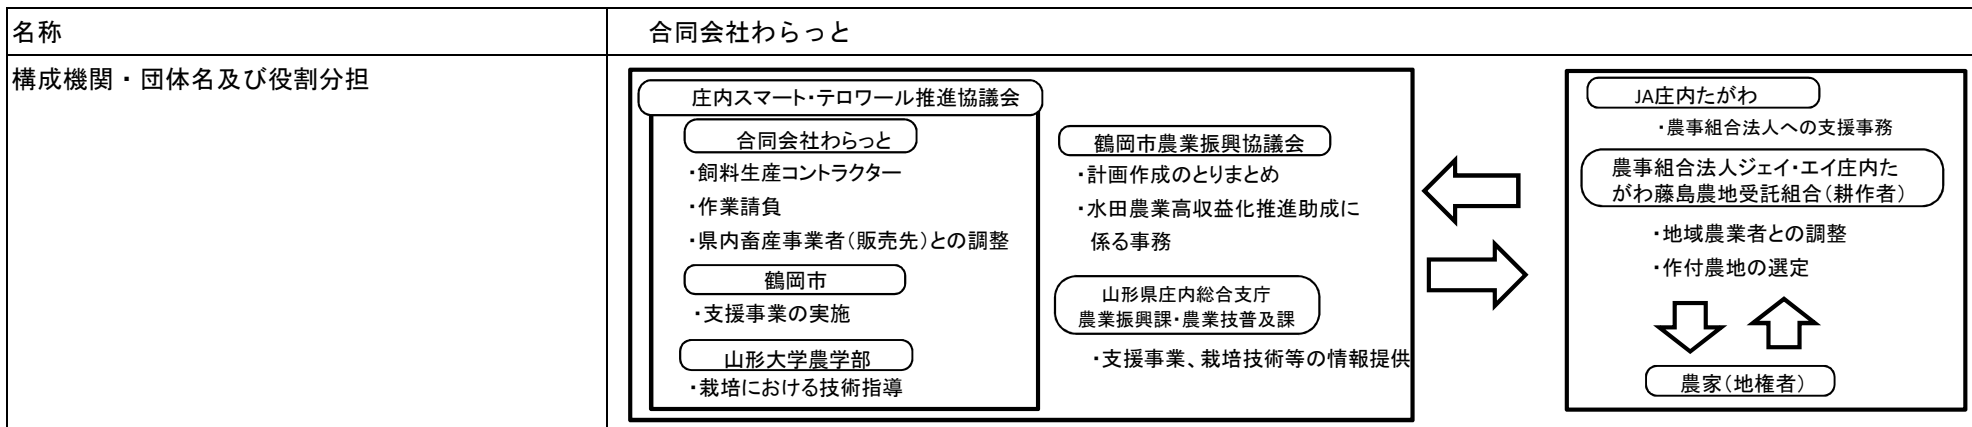 名称
合同会社わらっと
構成機関・団体名及び役割分担
庄内スマート・テロワール推進協議会
合同会社わらっと
・飼料生産コントラクター
・作業請負
・県内畜産事業者(販売先)との調整
鶴岡市
・支援事業の実施
山形大学農学部
・栽培における技術指導
鶴岡市農業振興協議会
・計画作成のとりまとめ
・水田農業高収益化推進助成に
係る事務
山形県庄内総合支庁
農業振興課・農業技普及課
・支援事業、栽培技術等の情報提供
JA庄内たがわ
・農事組合法人への支援事務
農事組合法人ジェイ・エイ庄内た
がわ藤島農地受託組合(耕作者)
・地域農業者との調整
・作付農地の選定
農家(地権者)